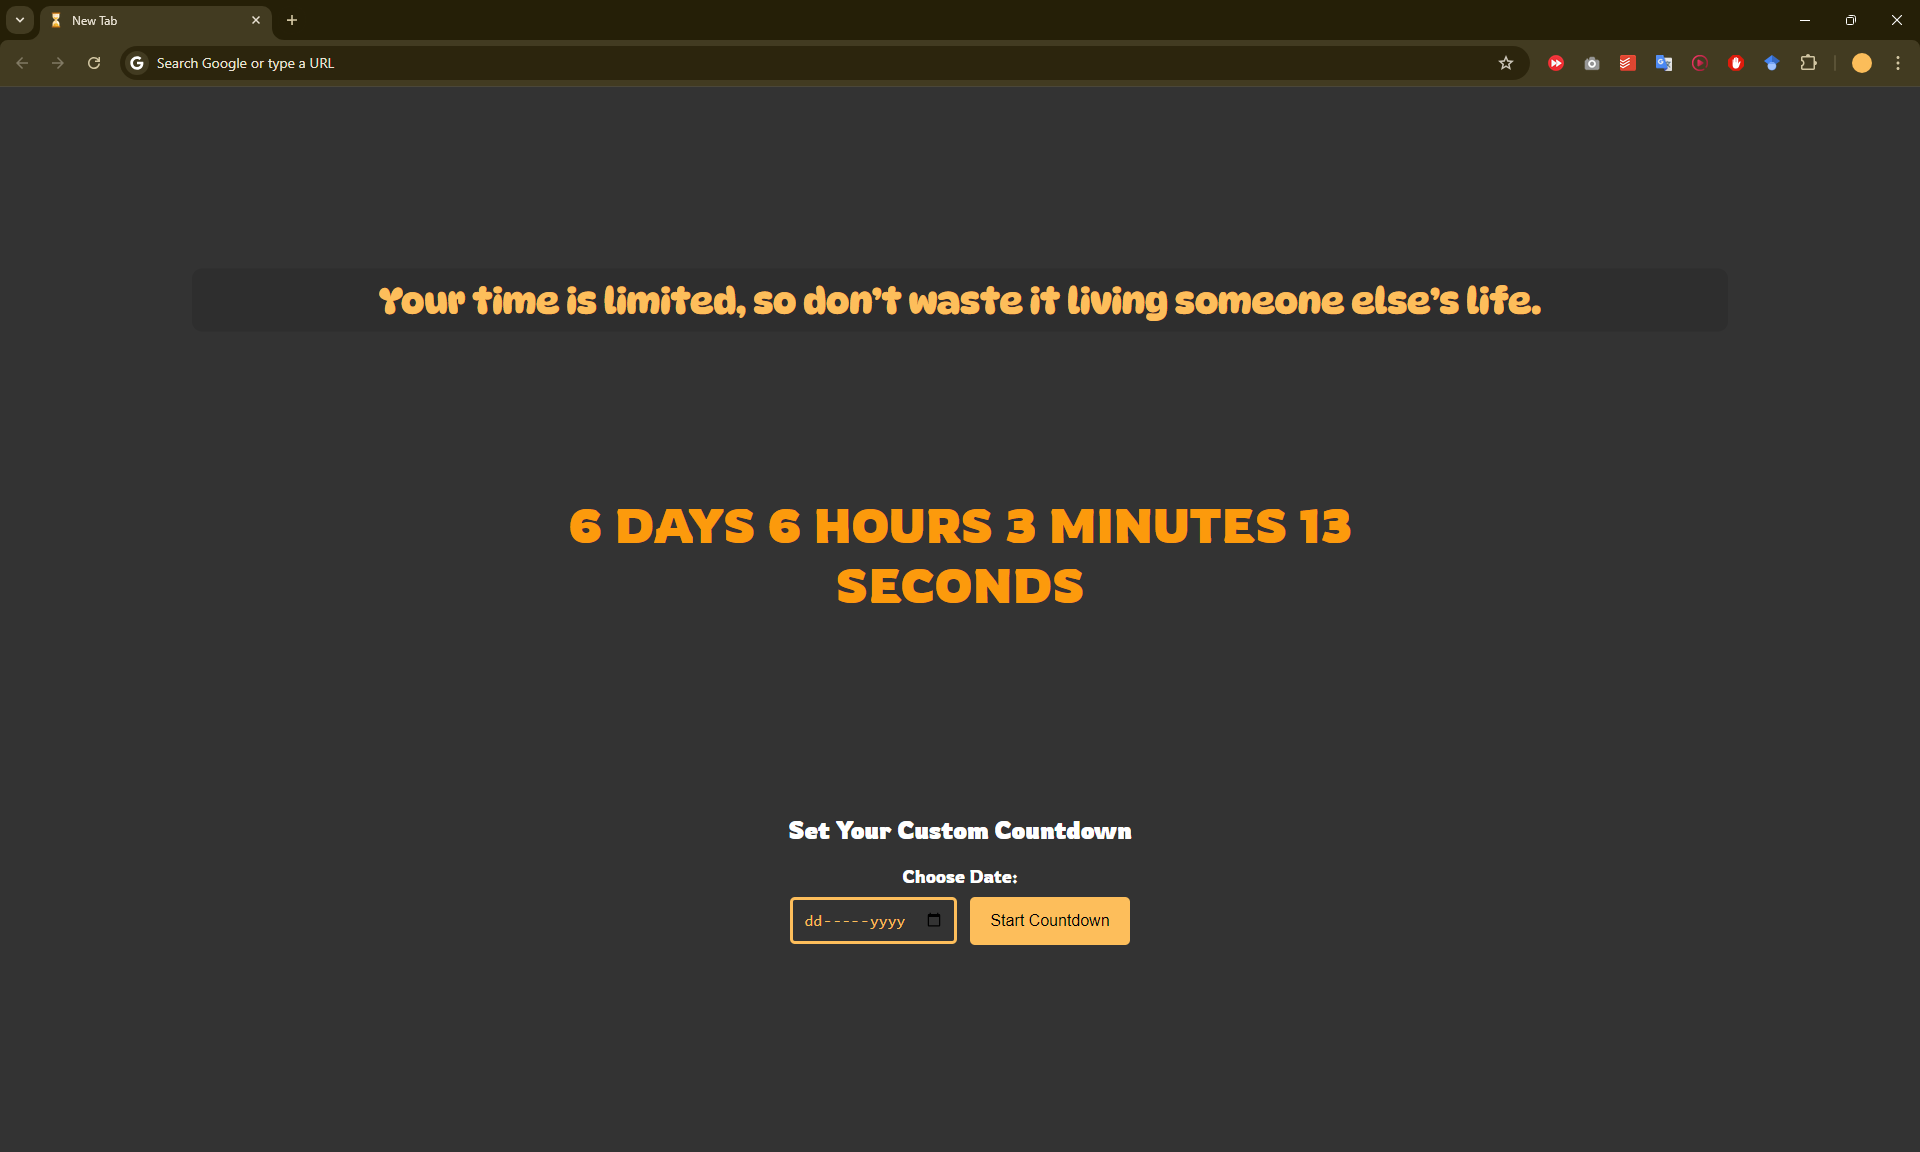 New Tab
Search Google or type a URL
Your time is limited, so don't waste it living someone else's life.
6 DAYS 6 HOURS 3 MINUTES 13
SECONDS
Set Your Custom Countdown
Choose Date:
dd-----yyyy
Start Countdown